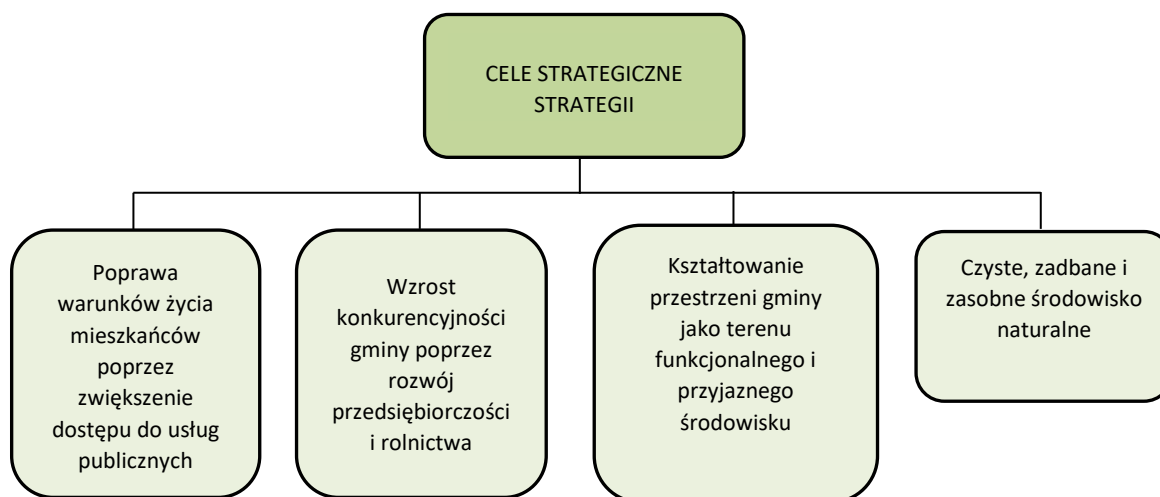 CELE STRATEGICZNE
STRATEGII
Poprawa
warunków życia
mieszkańców
poprzez
zwiększenie
dostępu do usług
publicznych
Wzrost
konkurencyjności
gminy poprzez
rozwój
przedsiębiorczości
i rolnictwa
Kształtowanie
przestrzeni gminy
jako terenu
funkcjonalnego i
przyjaznego
środowisku
Czyste, zadbane i
zasobne środowisko
naturalne